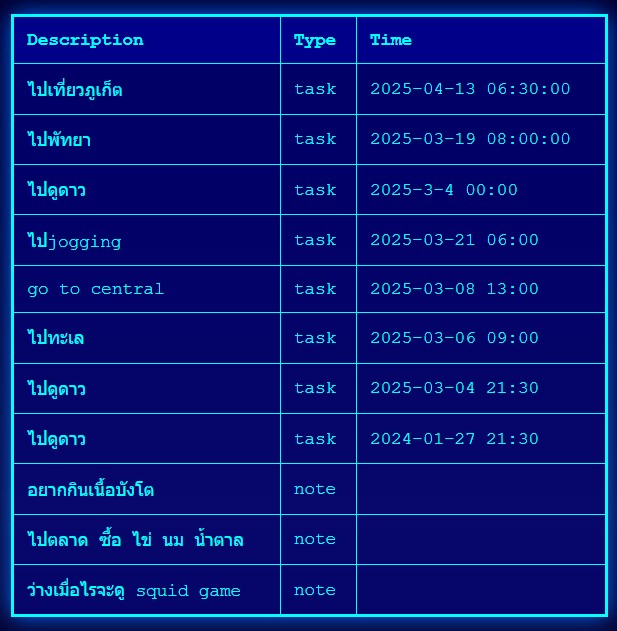 Description Type Time
ไปเที่ยวภูเก็ต task 2025-04-13 06:30:00
ไปพัทยา task 2025-03-19 08:00:00
ไปดูดาว task 2025-3-4 00:00
ไปjogging task 2025-03-21 06:00
go to central task 2025-03-08 13:00
ไปทะเล task 2025-03-06 09:00
ไปดูดาว task 2025-03-04 21:30
ไปดูดาว task 2024-01-27 21:30
อยากกินเนื้อบังโต note
ไปตลาด ซื้อ ไข่ นม น้ำตาล note
ว่างเมื่อไรจะดู squid game note